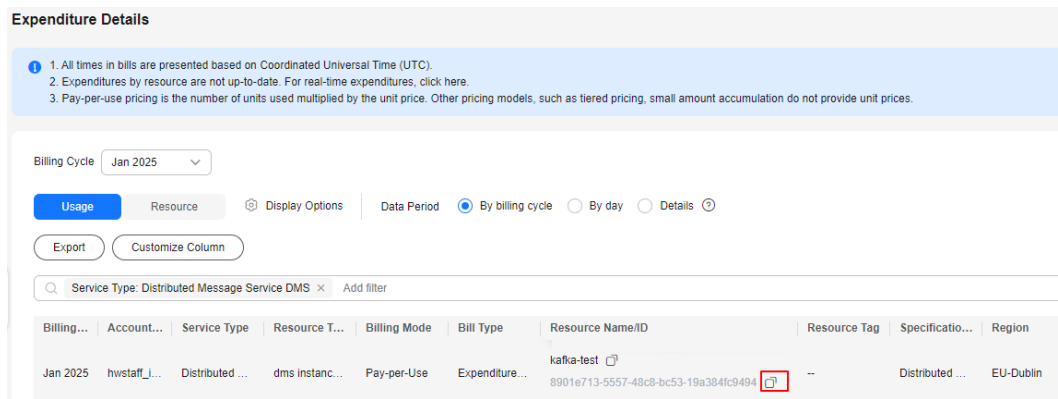 Expenditure Details
1. All times in bills are presented based on Coordinated Universal Time (UTC).
2. Expenditures by resource are not up-to-date. For real-time expenditures, click here.
3. Pay-per-use pricing is the number of units used multiplied by the unit price. Other pricing models, such as tiered pricing, small amount accumulation do not provide unit prices.
Billing Cycle Jan 2025
Usage Resource Display Options Data Period By billing cycle By day Details
Export Customize Column
Service Type: Distributed Message Service DMS × Add filter
Billing... Account... Service Type Resource T... Billing Mode Bill Type Resource Name/ID Resource Tag Specificatio... Region
kafka-test
Jan 2025 hwstaff_i... Distributed ... dms instanc... Pay-per-Use Expenditure... 8901e713-5557-48c8-bc53-19a384fc9494 -- Distributed ... EU-Dublin